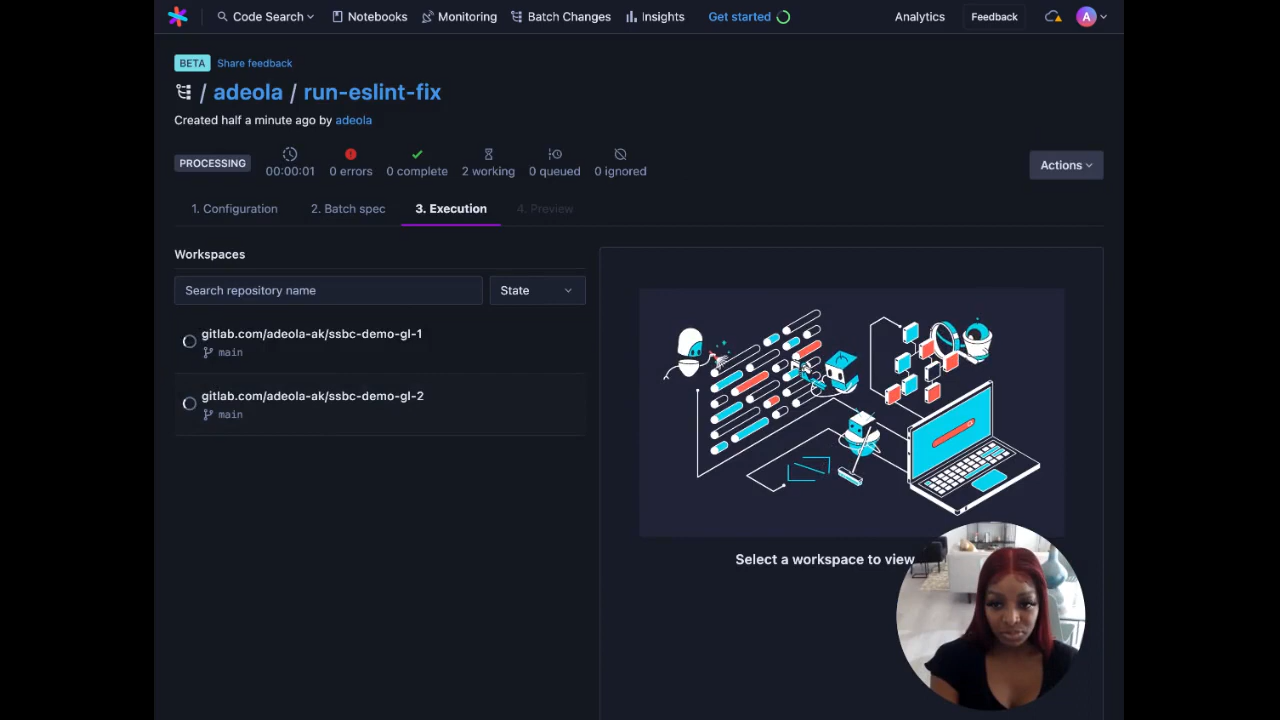 Code Search Notebooks Monitoring Batch Changes Insights Get started Analytics Feedback A
BETA Share feedback
/ adeola / run-eslint-fix
Created half a minute ago by adeola
PROCESSING 00:00:01 0 errors 0 complete 2 working 0 queued 0 ignored Actions
1. Configuration 2. Batch spec 3. Execution 4. Preview
Workspaces
Search repository name State
gitlab.com/adeola-ak/ssbc-demo-gl-1
main
gitlab.com/adeola-ak/ssbc-demo-gl-2
main
Select a workspace to view